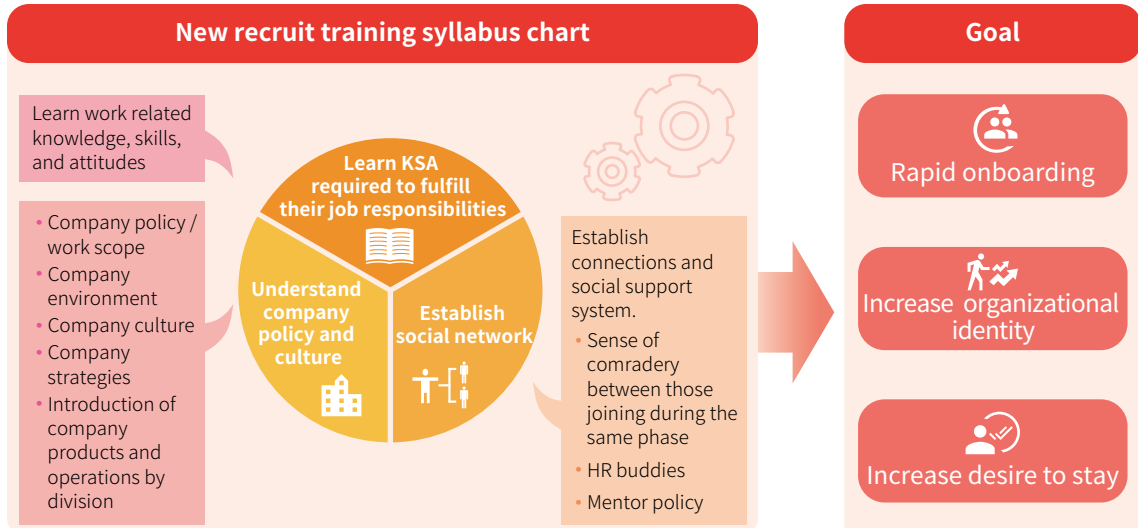 New recruit training syllabus chart
Learn work related
knowledge, skills,
and attitudes
• Company policy /
work scope
• Company
environment
• Company culture
• Company
strategies
• Introduction of
company
products and
operations by
division
Learn KSA
required to fulfill
their job responsibilities
Understand
company
policy and
culture
Establish
social network
Establish
connections and
social support
system.
• Sense of
comradery
between those
joining during the
same phase
• HR buddies
• Mentor policy
Goal
Rapid onboarding
Increase organizational
identity
Increase desire to stay